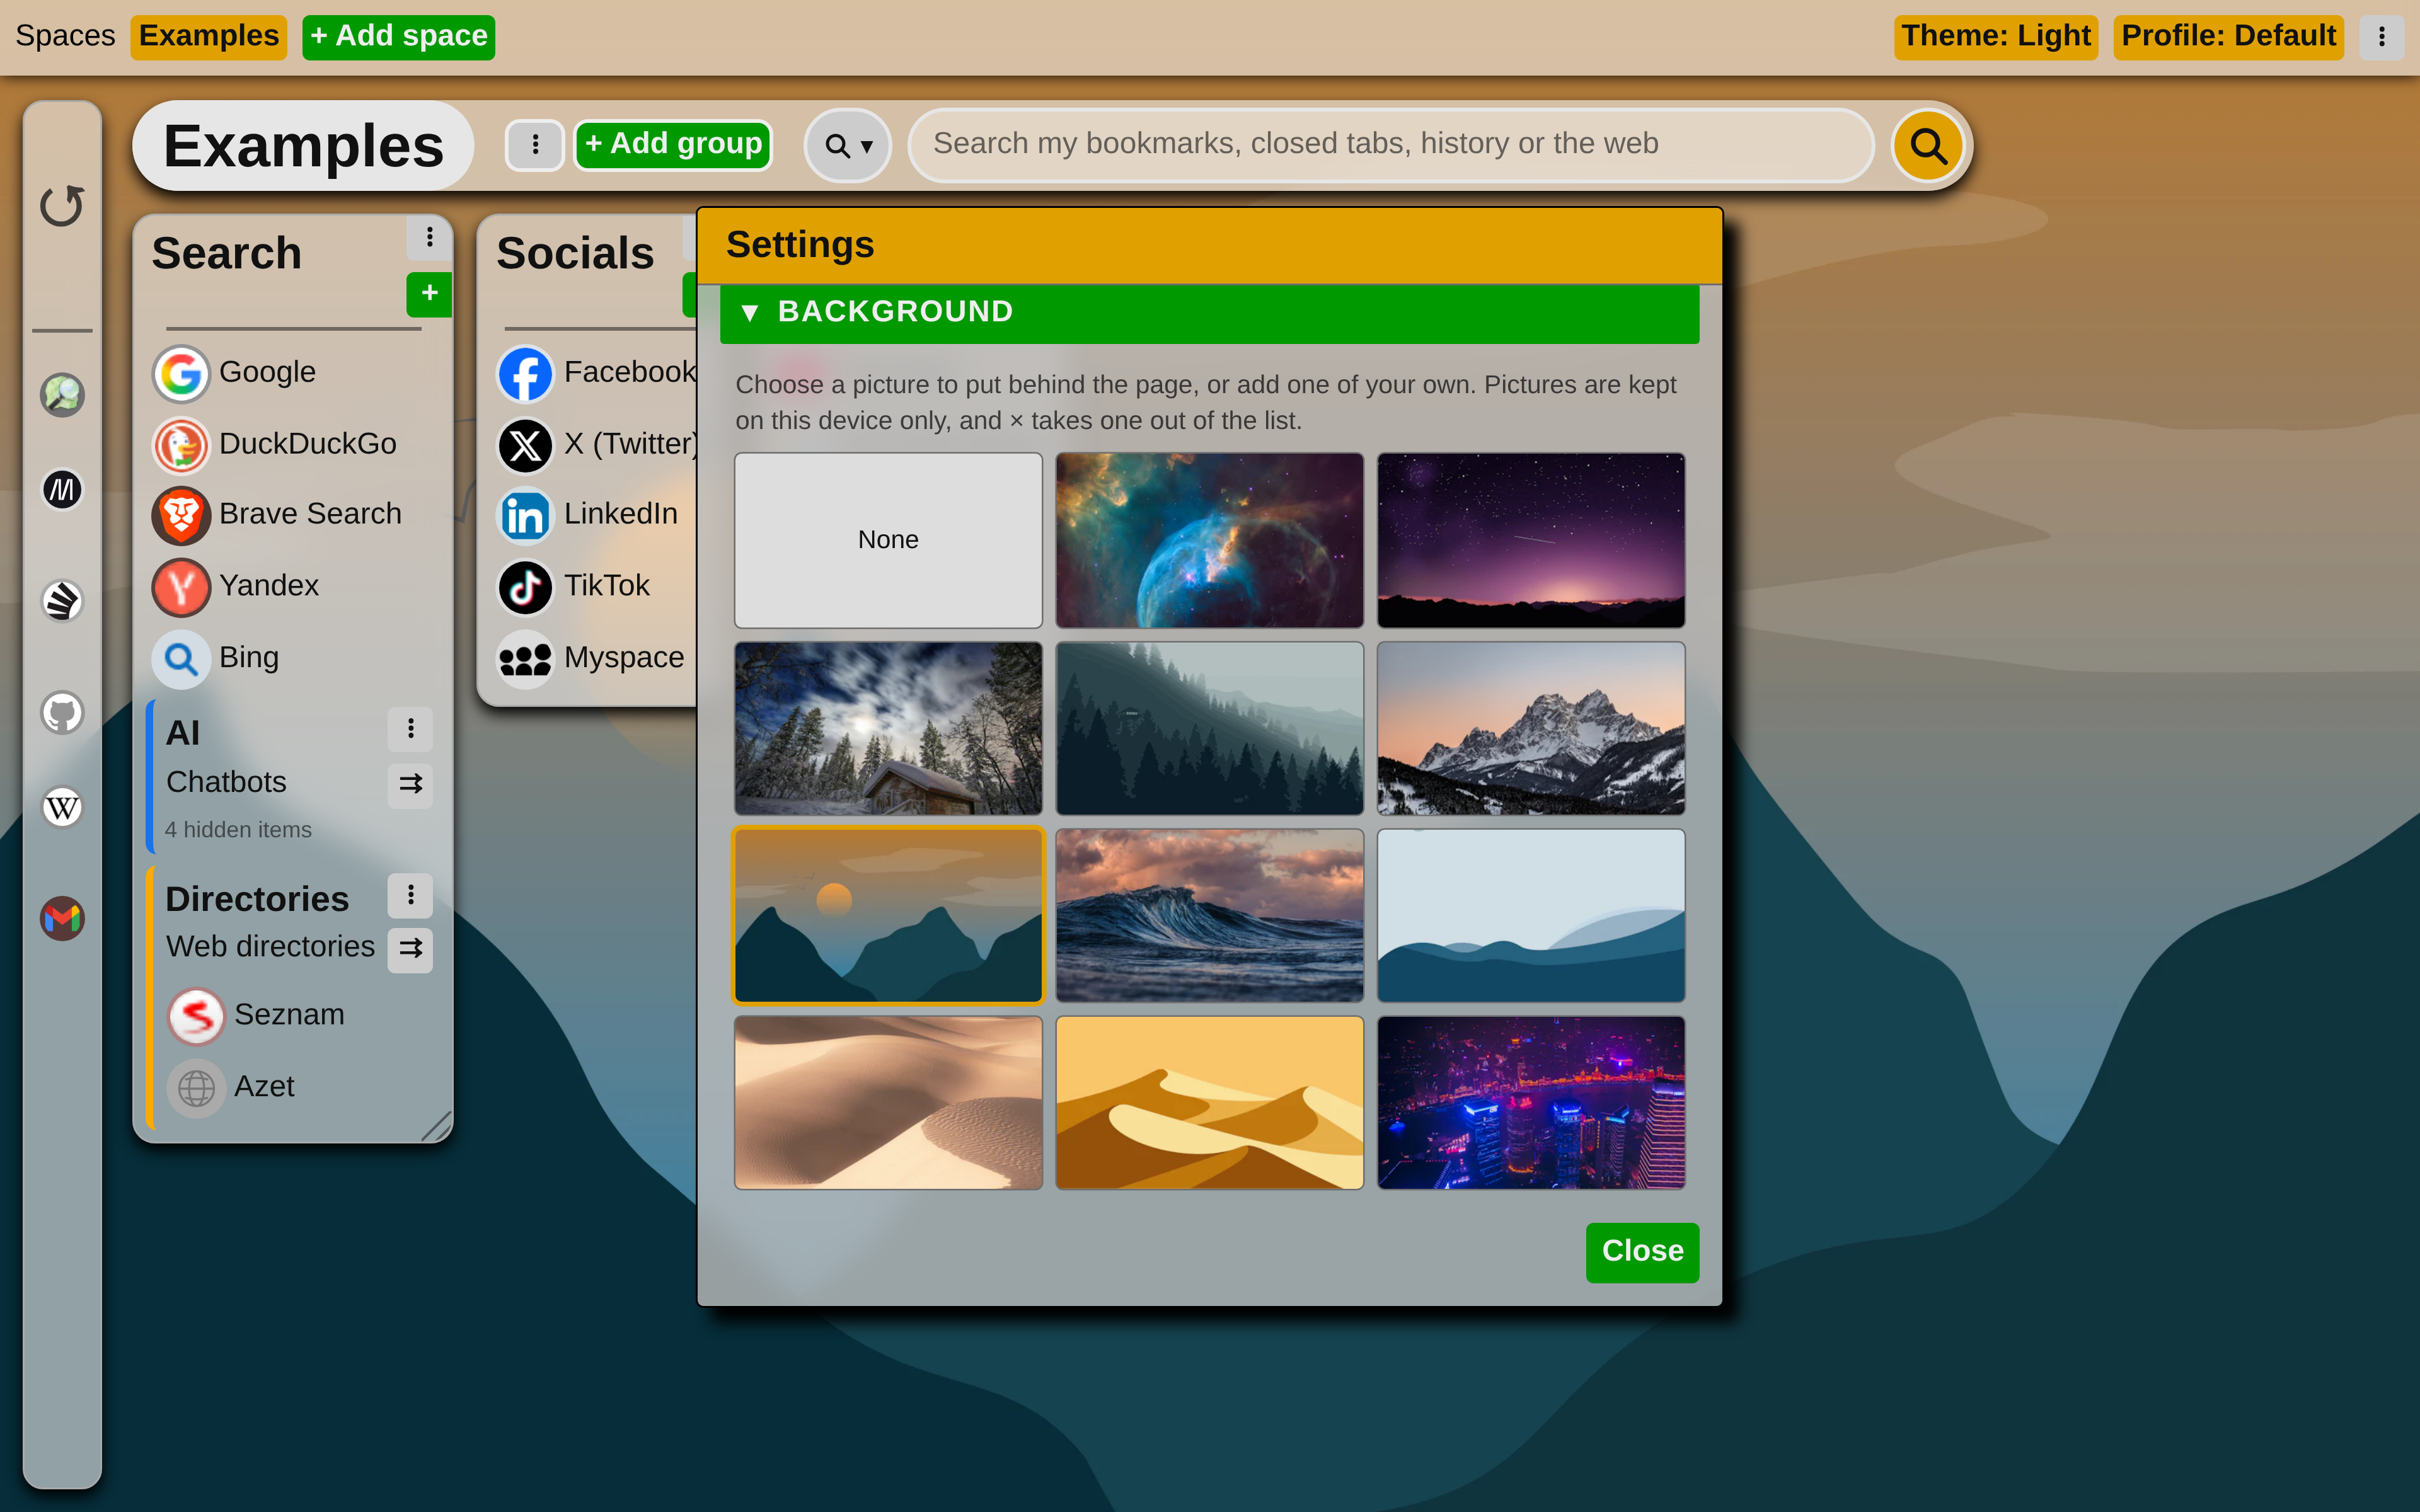 Spaces Examples + Add space Theme: Light Profile: Default
Examples + Add group Search my bookmarks, closed tabs, history or the web
Search
+
Google
DuckDuckGo
Brave Search
Yandex
Bing
AI
Chatbots
4 hidden items
Directories
Web directories
Seznam
Azet
Socials
Facebook
X (Twitter)
LinkedIn
TikTok
Myspace
Settings
▼ BACKGROUND
Choose a picture to put behind the page, or add one of your own. Pictures are kept
on this device only, and × takes one out of the list.
None
Close